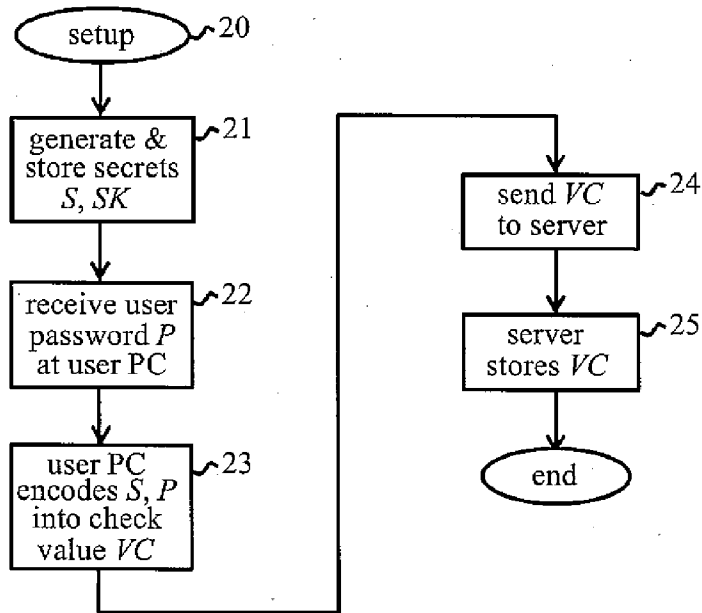 setup
20
generate &
store secrets
S, SK
21
receive user
password P
at user PC
22
user PC
encodes S, P
into check
value VC
23
send VC
to server
24
server
stores VC
25
end